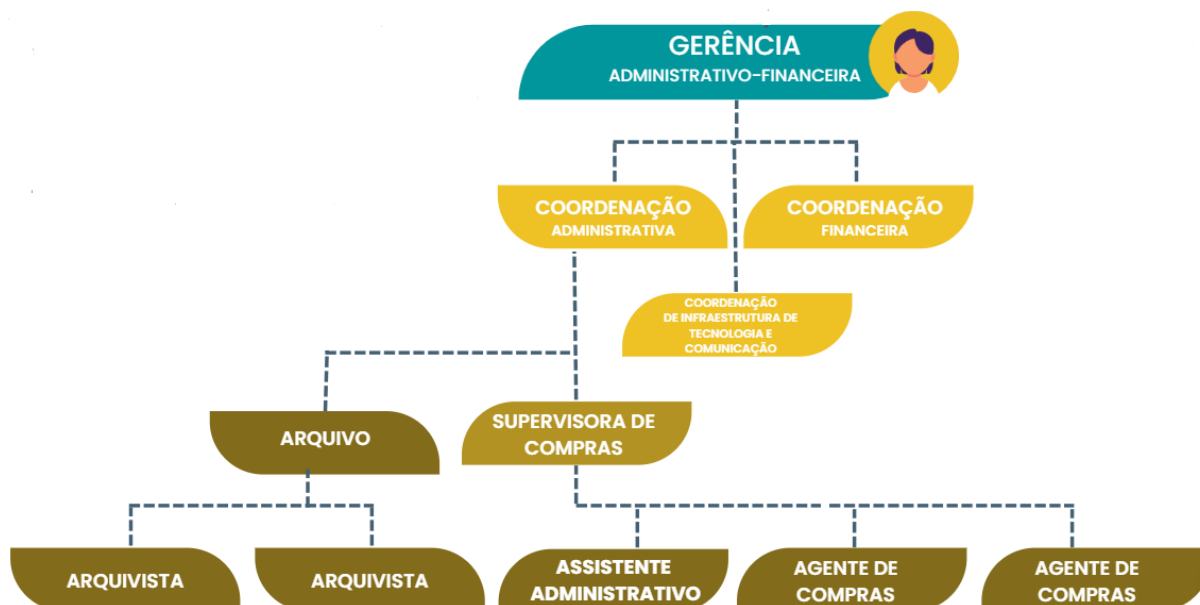 GERÊNCIA
ADMINISTRATIVO-FINANCEIRA
COORDENAÇÃO
ADMINISTRATIVA
COORDENAÇÃO
FINANCEIRA
COORDENAÇÃO
DE INFRAESTRUTURA DE
TECNOLOGIA E
COMUNICAÇÃO
ARQUIVO
SUPERVISORA DE
COMPRAS
ARQUIVISTA
ARQUIVISTA
ASSISTENTE
ADMINISTRATIVO
AGENTE DE
COMPRAS
AGENTE DE
COMPRAS